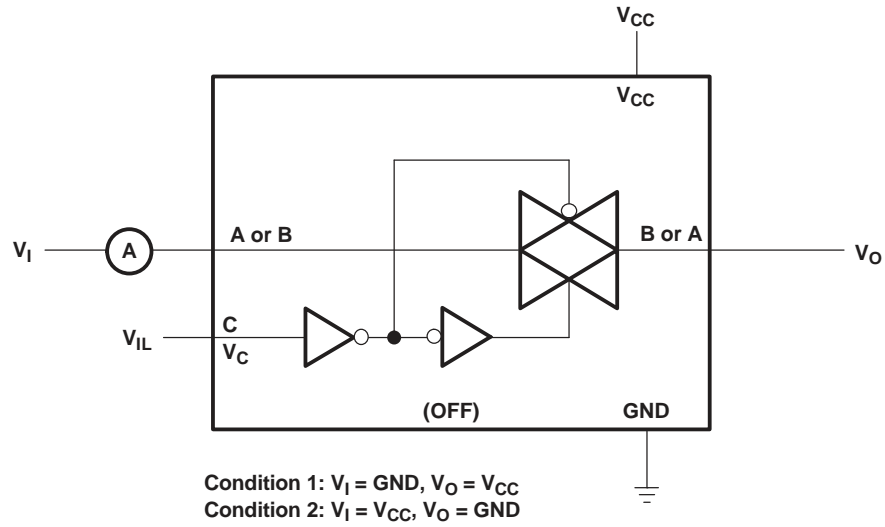 V_CC
V_CC
A or B
B or A
V_I
A
V_O
C
V_IL
V_C
(OFF)
GND
Condition 1: V_I = GND, V_O = V_CC
Condition 2: V_I = V_CC, V_O = GND